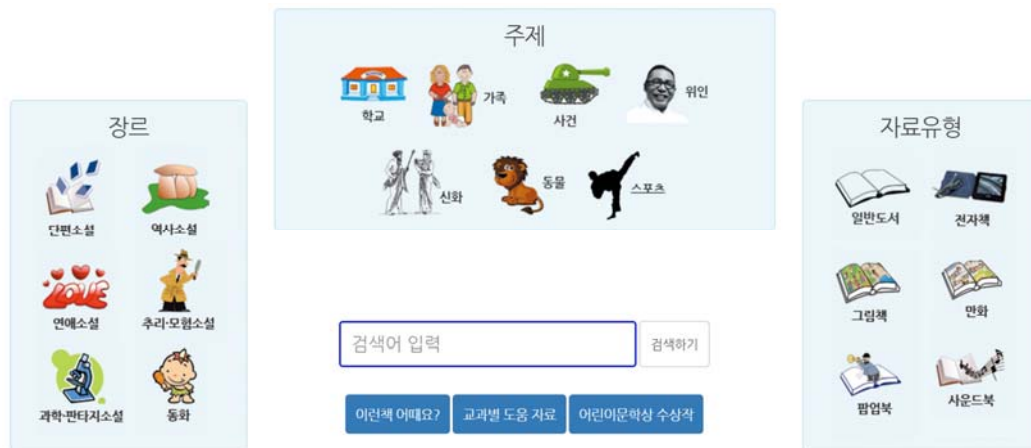 주제
학교
가족
사건
위인
신화
동물
스포츠
장르
단편소설
역사소설
LOVE
연애소설
추리·모험소설
과학·판타지소설
동화
자료유형
일반도서
전자책
그림책
만화
팝업북
사운드북
검색어 입력
검색하기
이런책 어때요?
교과별 도움 자료
어린이문학상 수상작